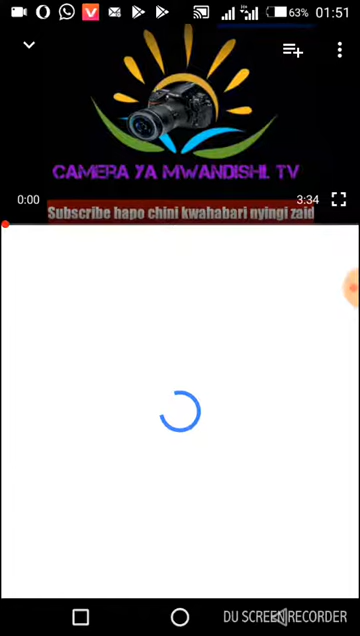 63% 01:51
CAMERA YA MWANDISHI TV
0:00 3:34
Subscribe hapo chini kwahabari nyingi zaid
DU SCREEN RECORDER